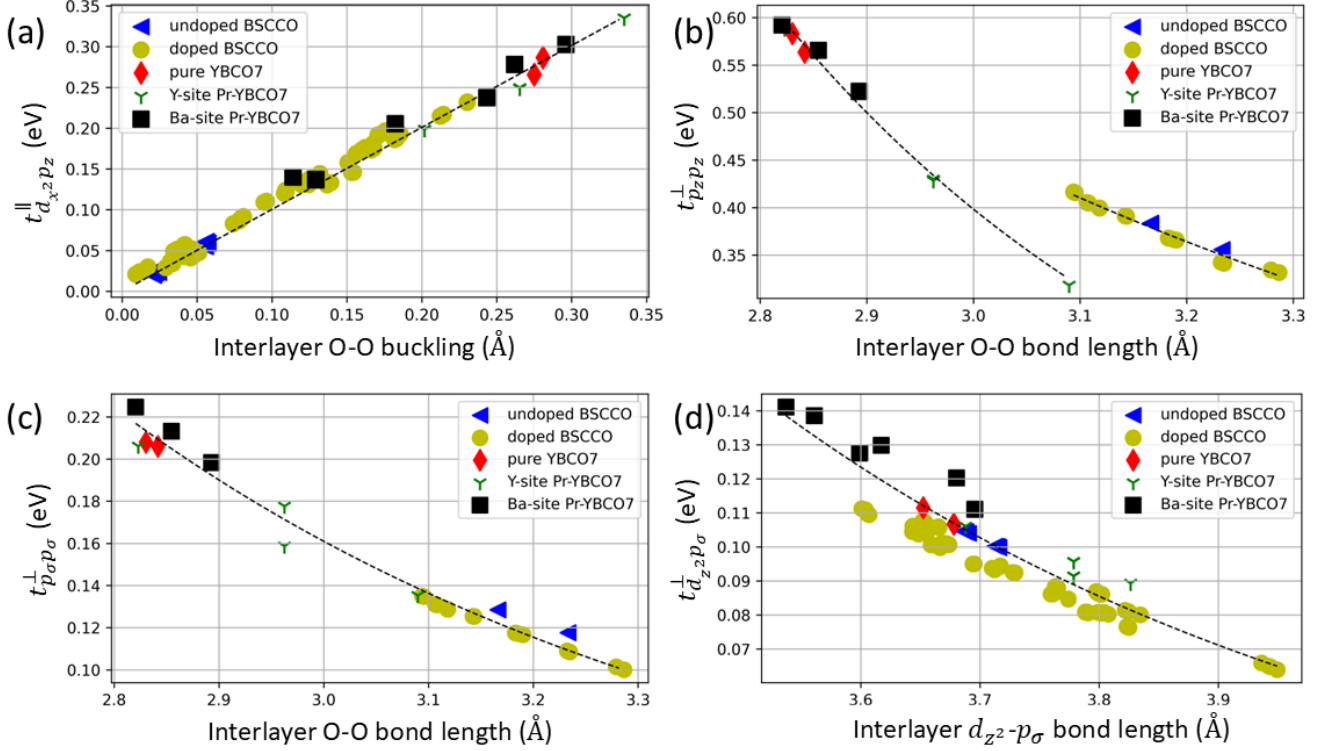 (a)
undoped BSCCO
doped BSCCO
pure YBCO7
Y-site Pr-YBCO7
Ba-site Pr-YBCO7
0.35
0.30
0.25
0.20
0.15
0.10
0.05
0.00
0.00 0.05 0.10 0.15 0.20 0.25 0.30 0.35
t∥dx²pz (eV)
Interlayer O-O buckling (Å)
(b)
undoped BSCCO
doped BSCCO
pure YBCO7
Y-site Pr-YBCO7
Ba-site Pr-YBCO7
0.60
0.55
0.50
0.45
0.40
0.35
2.8 2.9 3.0 3.1 3.2 3.3
t⊥pzpz (eV)
Interlayer O-O bond length (Å)
(c)
undoped BSCCO
doped BSCCO
pure YBCO7
Y-site Pr-YBCO7
Ba-site Pr-YBCO7
0.22
0.20
0.18
0.16
0.14
0.12
0.10
2.8 2.9 3.0 3.1 3.2 3.3
t⊥pσpσ (eV)
Interlayer O-O bond length (Å)
(d)
undoped BSCCO
doped BSCCO
pure YBCO7
Y-site Pr-YBCO7
Ba-site Pr-YBCO7
0.14
0.13
0.12
0.11
0.10
0.09
0.08
0.07
3.6 3.7 3.8 3.9
t⊥dz²pσ (eV)
Interlayer dz²-pσ bond length (Å)